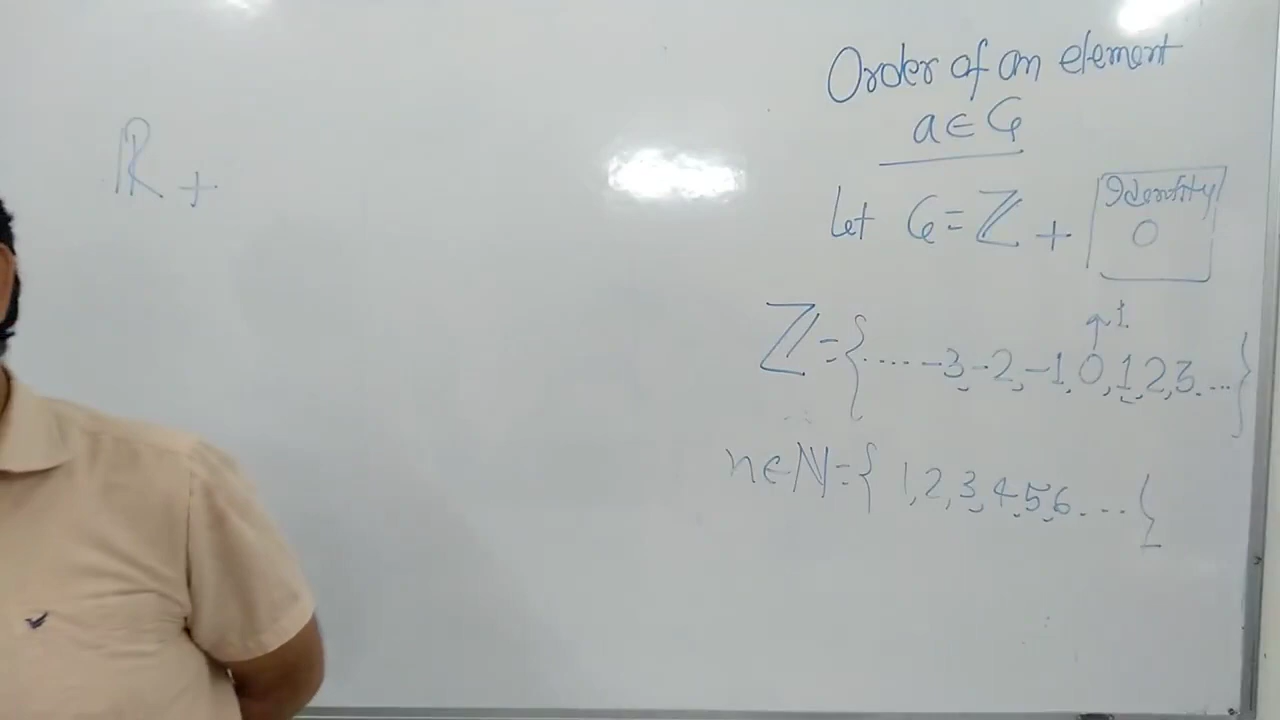 ℝ +
Order of an element
a ∈ G
Let G = ℤ +
Identity
0
1
ℤ = { .... -3, -2, -1, 0, 1, 2, 3, ... }
n ∈ ℕ = { 1, 2, 3, 4, 5, 6 .... }